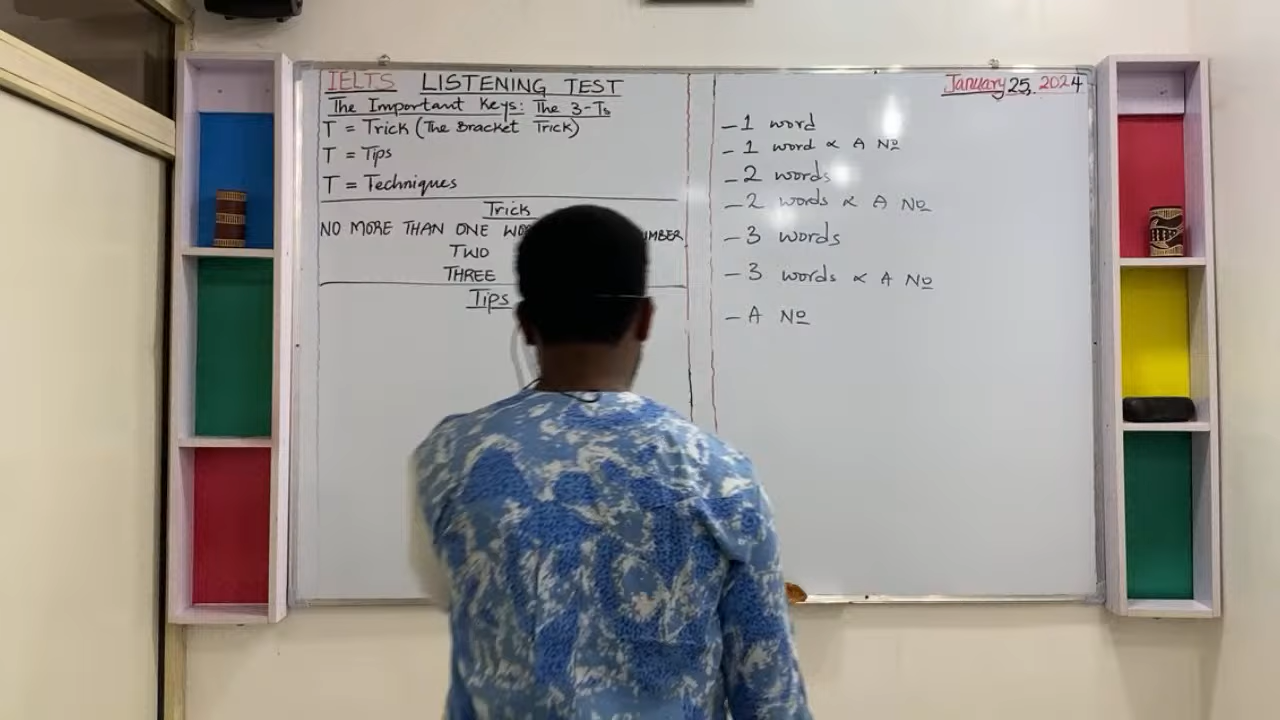 IELTS LISTENING TEST
The Important Keys: The 3-Ts
T = Trick (The Bracket Trick)
T = Tips
T = Techniques
Trick
NO MORE THAN ONE
TWO
THREE
Tips
January 25, 2024
- 1 word
- 1 word & A No
- 2 words
- 2 words & A No
- 3 words
- 3 words & A No
- A No